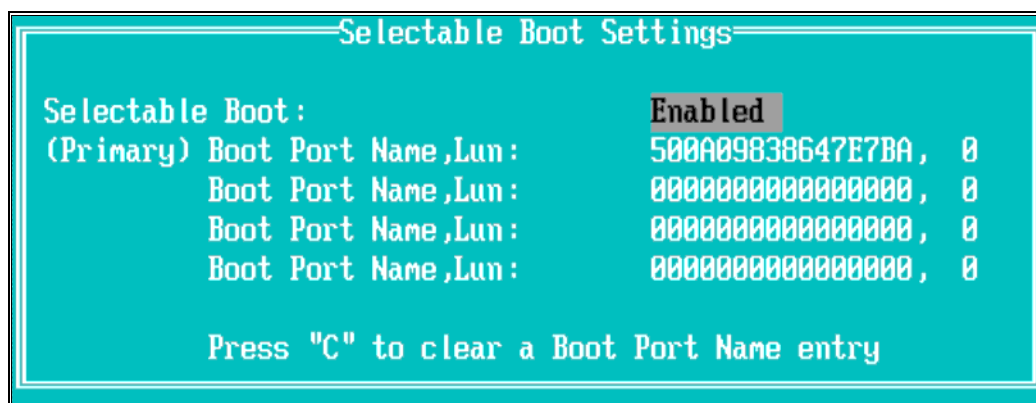 Selectable Boot Settings
Selectable Boot: Enabled
(Primary) Boot Port Name,Lun: 500A09838647E7BA, 0
Boot Port Name,Lun: 0000000000000000, 0
Boot Port Name,Lun: 0000000000000000, 0
Boot Port Name,Lun: 0000000000000000, 0
Press "C" to clear a Boot Port Name entry